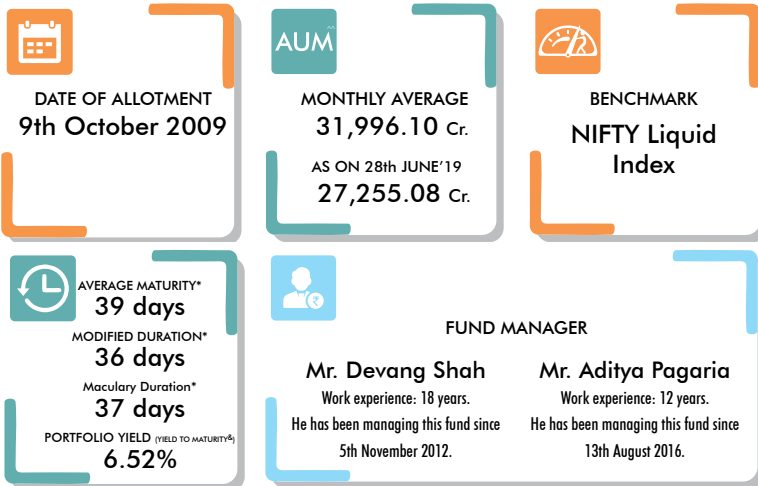 DATE OF ALLOTMENT
9th October 2009
AUM
MONTHLY AVERAGE
31,996.10 Cr.
AS ON 28th JUNE'19
27,255.08 Cr.
BENCHMARK
NIFTY Liquid
Index
AVERAGE MATURITY*
39 days
MODIFIED DURATION*
36 days
Maculary Duration*
37 days
PORTFOLIO YIELD (YIELD TO MATURITY&)
6.52%
FUND MANAGER
Mr. Devang Shah
Work experience: 18 years.
He has been managing this fund since
5th November 2012.
Mr. Aditya Pagaria
Work experience: 12 years.
He has been managing this fund since
13th August 2016.